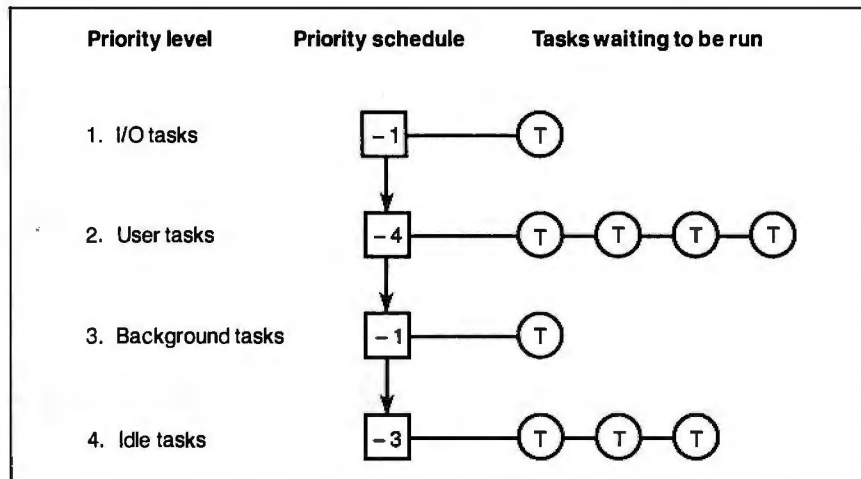 Priority level Priority schedule Tasks waiting to be run
1. I/O tasks –1 T
2. User tasks –4 T T T T
3. Background tasks –1 T
4. Idle tasks –3 T T T